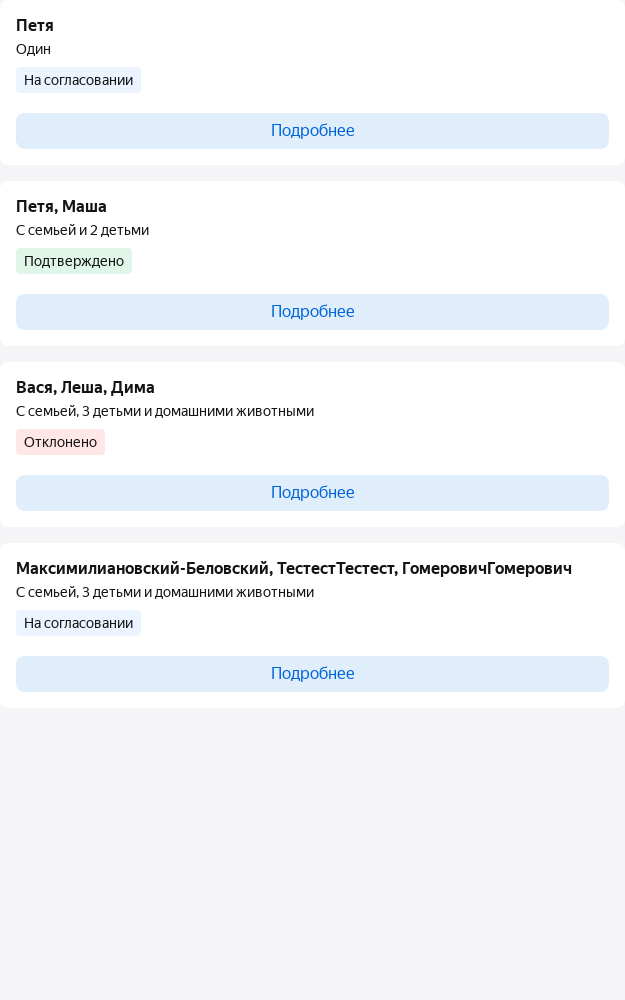 Петя
Один
На согласовании
Подробнее
Петя, Маша
С семьей и 2 детьми
Подтверждено
Подробнее
Вася, Леша, Дима
С семьей, 3 детьми и домашними животными
Отклонено
Подробнее
Максимилиановский-Беловский, ТестестТестест, ГомеровичГомерович
С семьей, 3 детьми и домашними животными
На согласовании
Подробнее